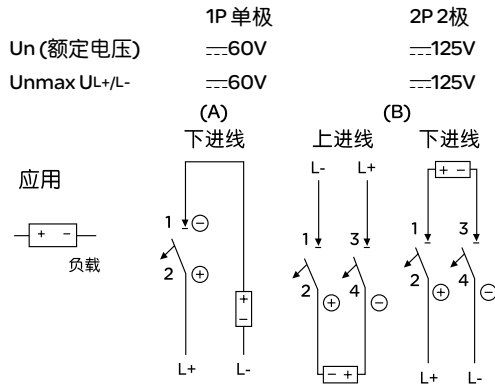 1P 单极 2P 2极
Un (额定电压) ⎓60V ⎓125V
Unmax UL+/L- ⎓60V ⎓125V
(A) (B)
下进线 上进线 下进线
应用
+ -
负载
1 -
2 +
+
-
L+ L-
L- L+
1 3
2 + 4 -
- +
+ -
1 3
2 + 4 -
L+ L-